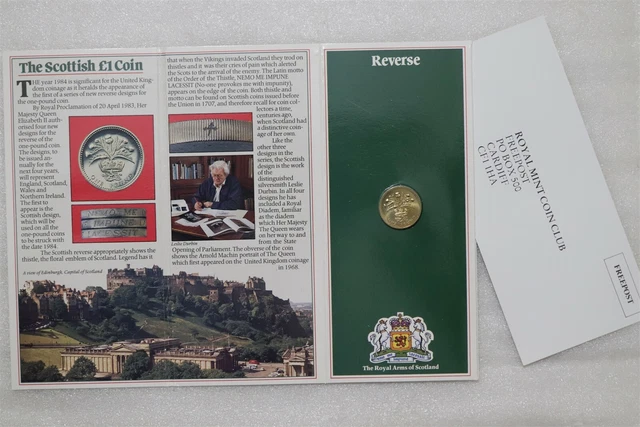 The Scottish £1 Coin
THE year 1984 is significant for the United King-
dom coinage as it heralds the appearance of the
first of a series of new reverse designs for
the one-pound coin
By Royal Proclamation of 20 April 1983, Her
Majesty Queen
Elizabeth II auth-
orised four new
designs for the
reverse of the
one-pound coin.
The designs, to
be issued an-
nually for the
next four years,
will represent
England, Scotland,
Wales and
Northern Ireland.
The first to
appear is the
Scottish design,
which will be
used on all the
one-pound coins
to be struck with
the date 1984.
The Scottish reverse appropriately shows the
thistle, the floral emblem of Scotland. Legend has it
ONE POUND
NEMO ME
IMPUNE
LACESSIT
that when the Vikings invaded Scotland they trod on
thistles and it was their cries of pain which alerted
the Scots to the arrival of the enemy. The Latin motto
of the Order of the Thistle, NEMO ME IMPUNE
LACESSIT (No-one provokes me with impunity),
appears on the edge of the coin. Both thistle and
motto can be found on Scottish coins issued before
the Union in 1707, and therefore recall for coin col-
lectors a time,
centuries ago,
when Scotland had
a distinctive coin-
age of her own.
Like the
other three
designs in the
series, the Scottish
design is the work
of the
distinguished
silversmith Leslie
Durbin. In all four
designs he has
included a Royal
Diadem, familiar
as the diadem
which Her Majesty
The Queen wears
on her way to and
from the State
Opening of Parliament. The obverse of the coin
shows the Arnold Machin portrait of The Queen
which first appeared on the United Kingdom coinage
in 1968.
Leslie Durbin
A view of Edinburgh, Capital of Scotland
Reverse
The Royal Arms of Scotland
ROYAL MINT COIN CLUB
FREEPOST
PO BOX 500
CARDIFF
CF1 1HA
FREEPOST